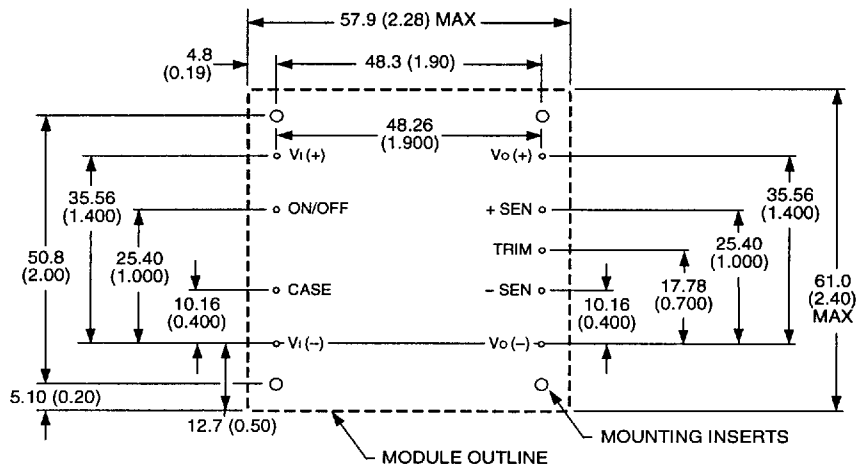 57.9 (2.28) MAX
4.8
(0.19)
48.3 (1.90)
48.26
(1.900)
VI (+)
VO (+)
35.56
(1.400)
35.56
(1.400)
ON/OFF
+ SEN
50.8
(2.00)
25.40
(1.000)
TRIM
25.40
(1.000)
61.0
(2.40)
MAX
10.16
(0.400)
CASE
– SEN
10.16
(0.400)
17.78
(0.700)
VI (–)
VO (–)
5.10 (0.20)
12.7 (0.50)
MODULE OUTLINE
MOUNTING INSERTS